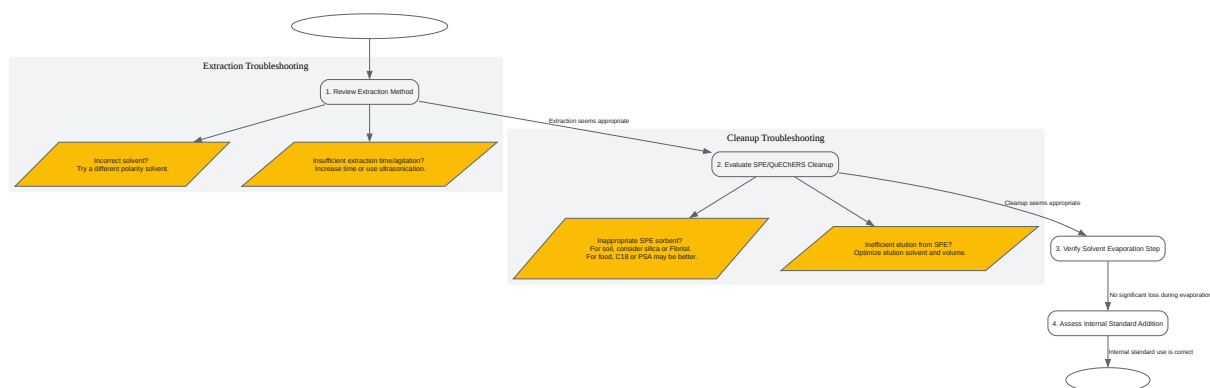 Extraction Troubleshooting
1. Review Extraction Method
Extraction seems appropriate
Incorrect solvent?
Try a different polarity solvent.
Insufficient extraction time/agitation?
Increase time or use ultrasonication.
Cleanup Troubleshooting
2. Evaluate SPE/QuEChERS Cleanup
Cleanup seems appropriate
Inappropriate SPE sorbent?
For soil, consider silica or Florisil.
For food, C18 or PSA may be better.
Inefficient elution from SPE?
Optimize elution solvent and volume.
3. Verify Solvent Evaporation Step
No significant loss during evaporation
4. Assess Internal Standard Addition
Internal standard use is correct